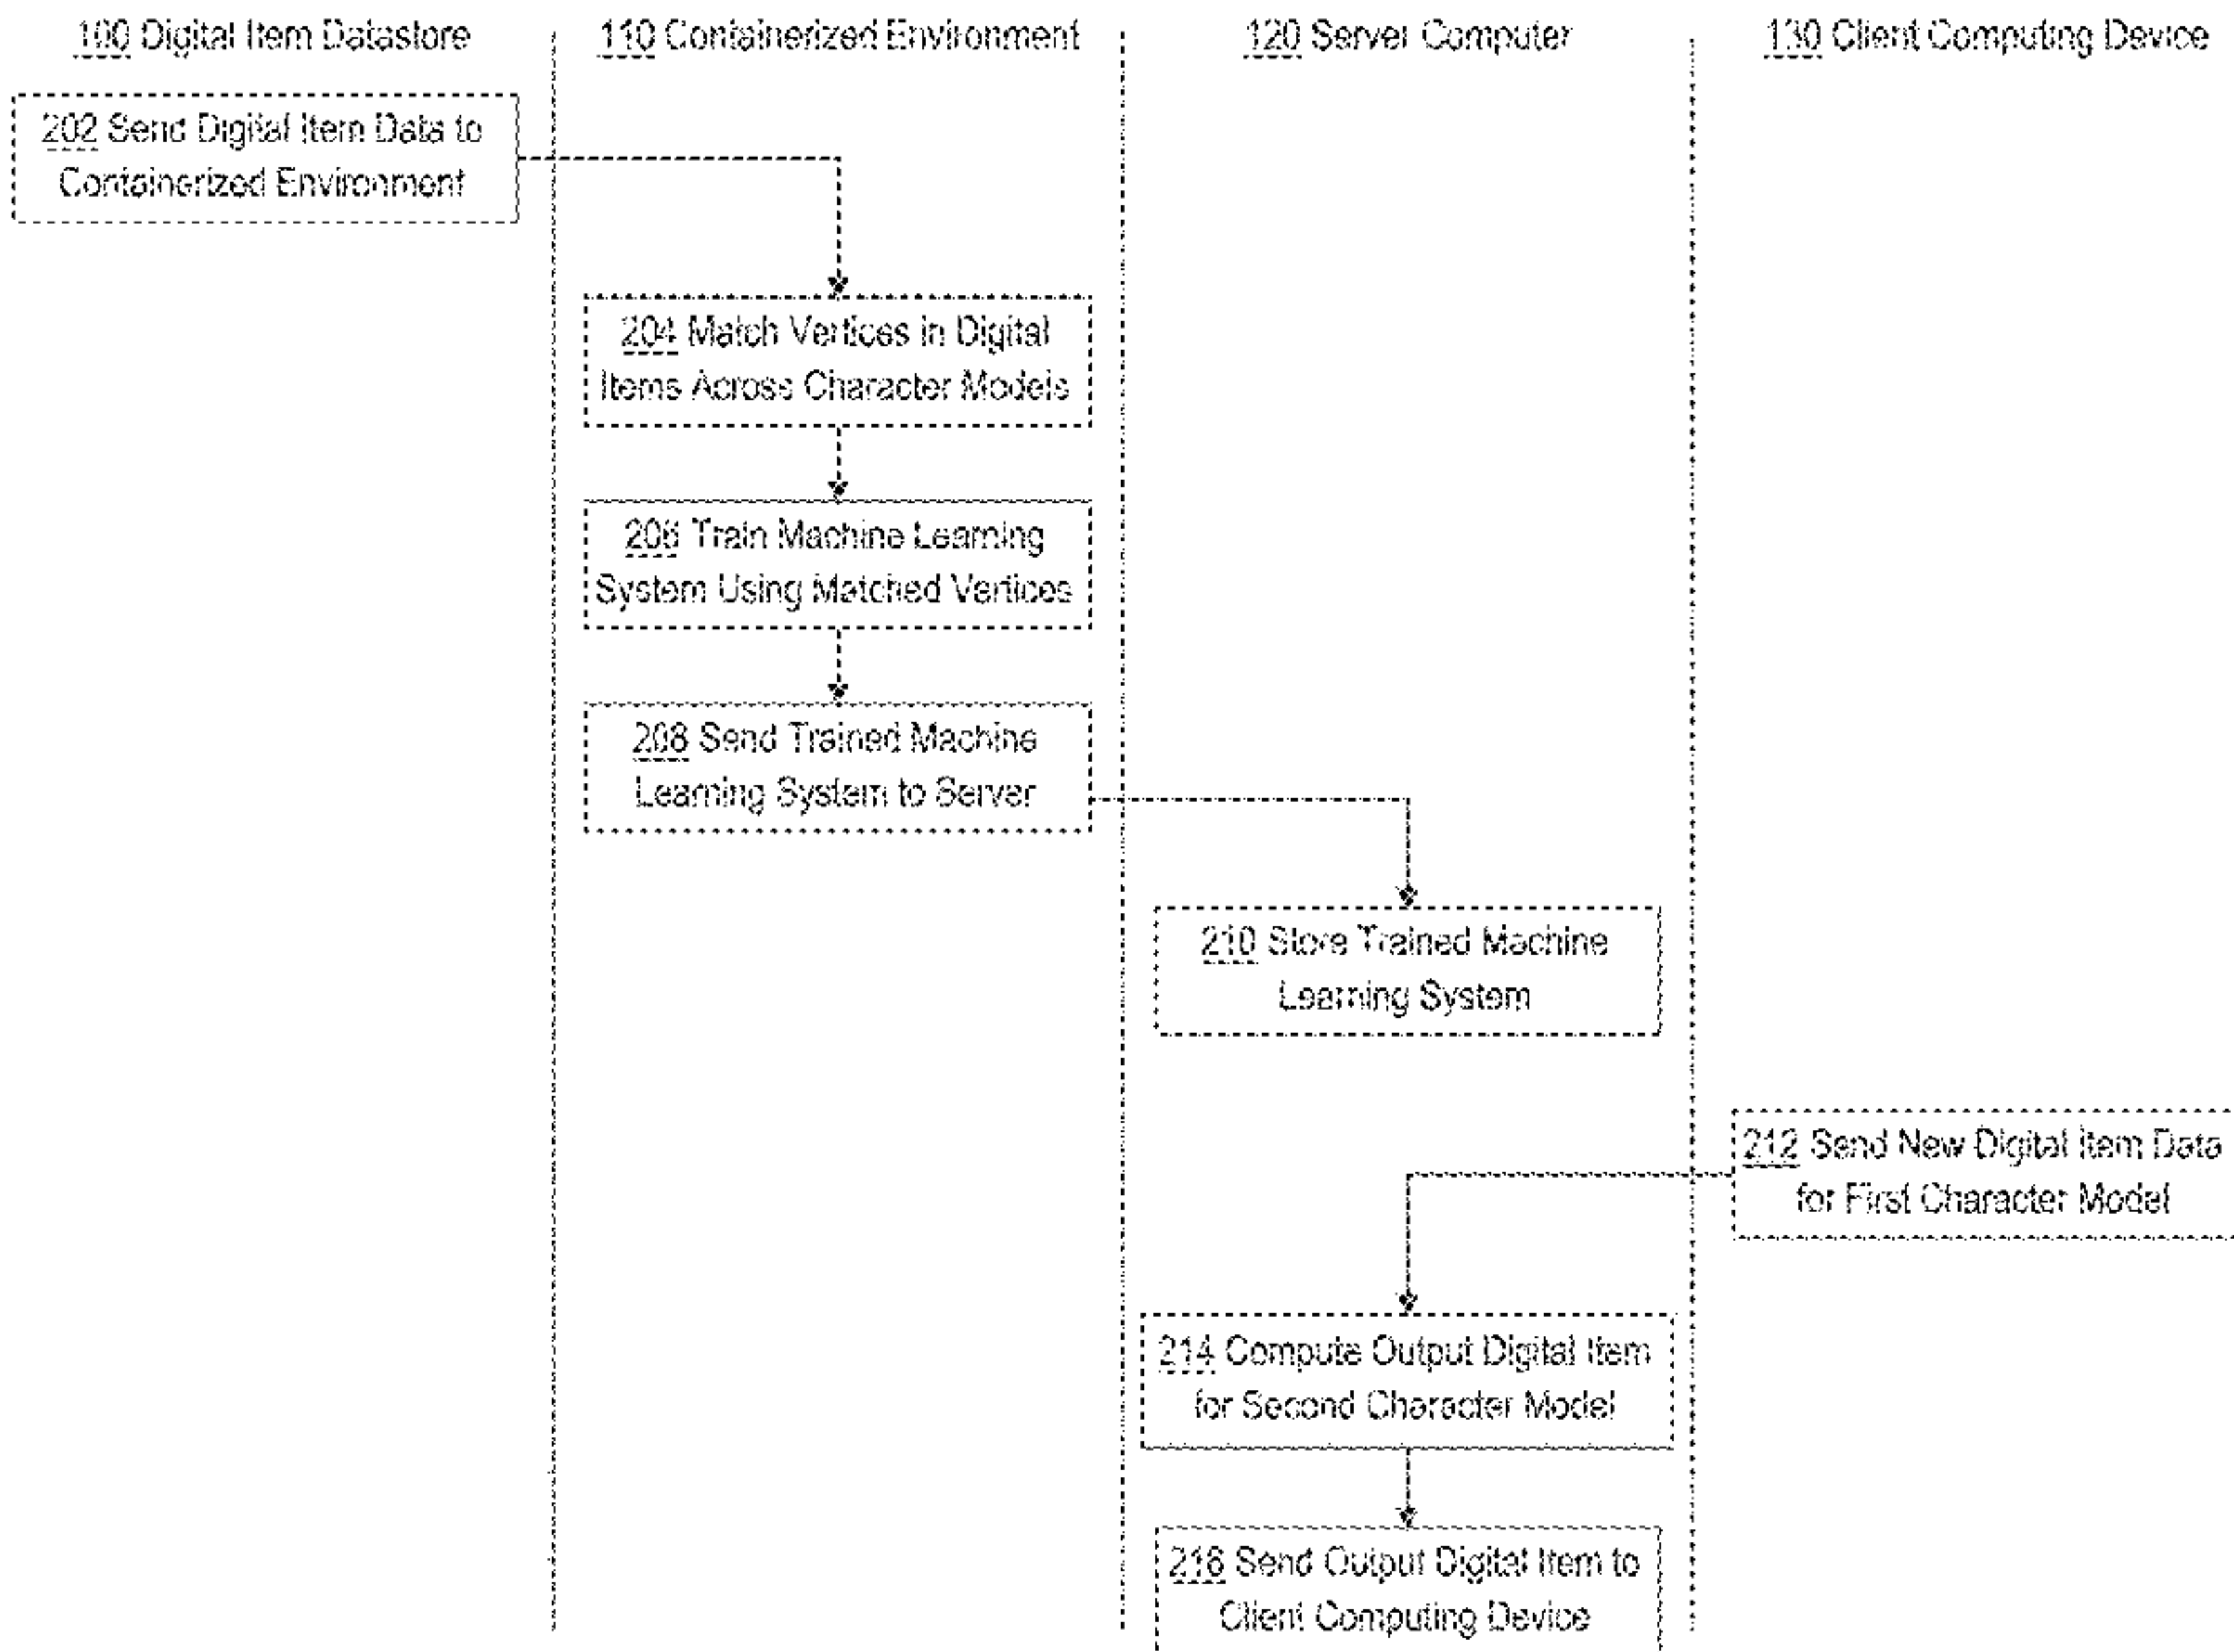 100 Digital Item Datastore
110 Containerized Environment
120 Server Computer
130 Client Computing Device
202 Send Digital Item Data to
Containerized Environment
204 Match Vertices in Digital
Items Across Character Models
206 Train Machine Learning
System Using Matched Vertices
208 Send Trained Machine
Learning System to Server
210 Store Trained Machine
Learning System
212 Send New Digital Item Data
for First Character Model
214 Compute Output Digital Item
for Second Character Model
216 Send Output Digital Item to
Client Computing Device